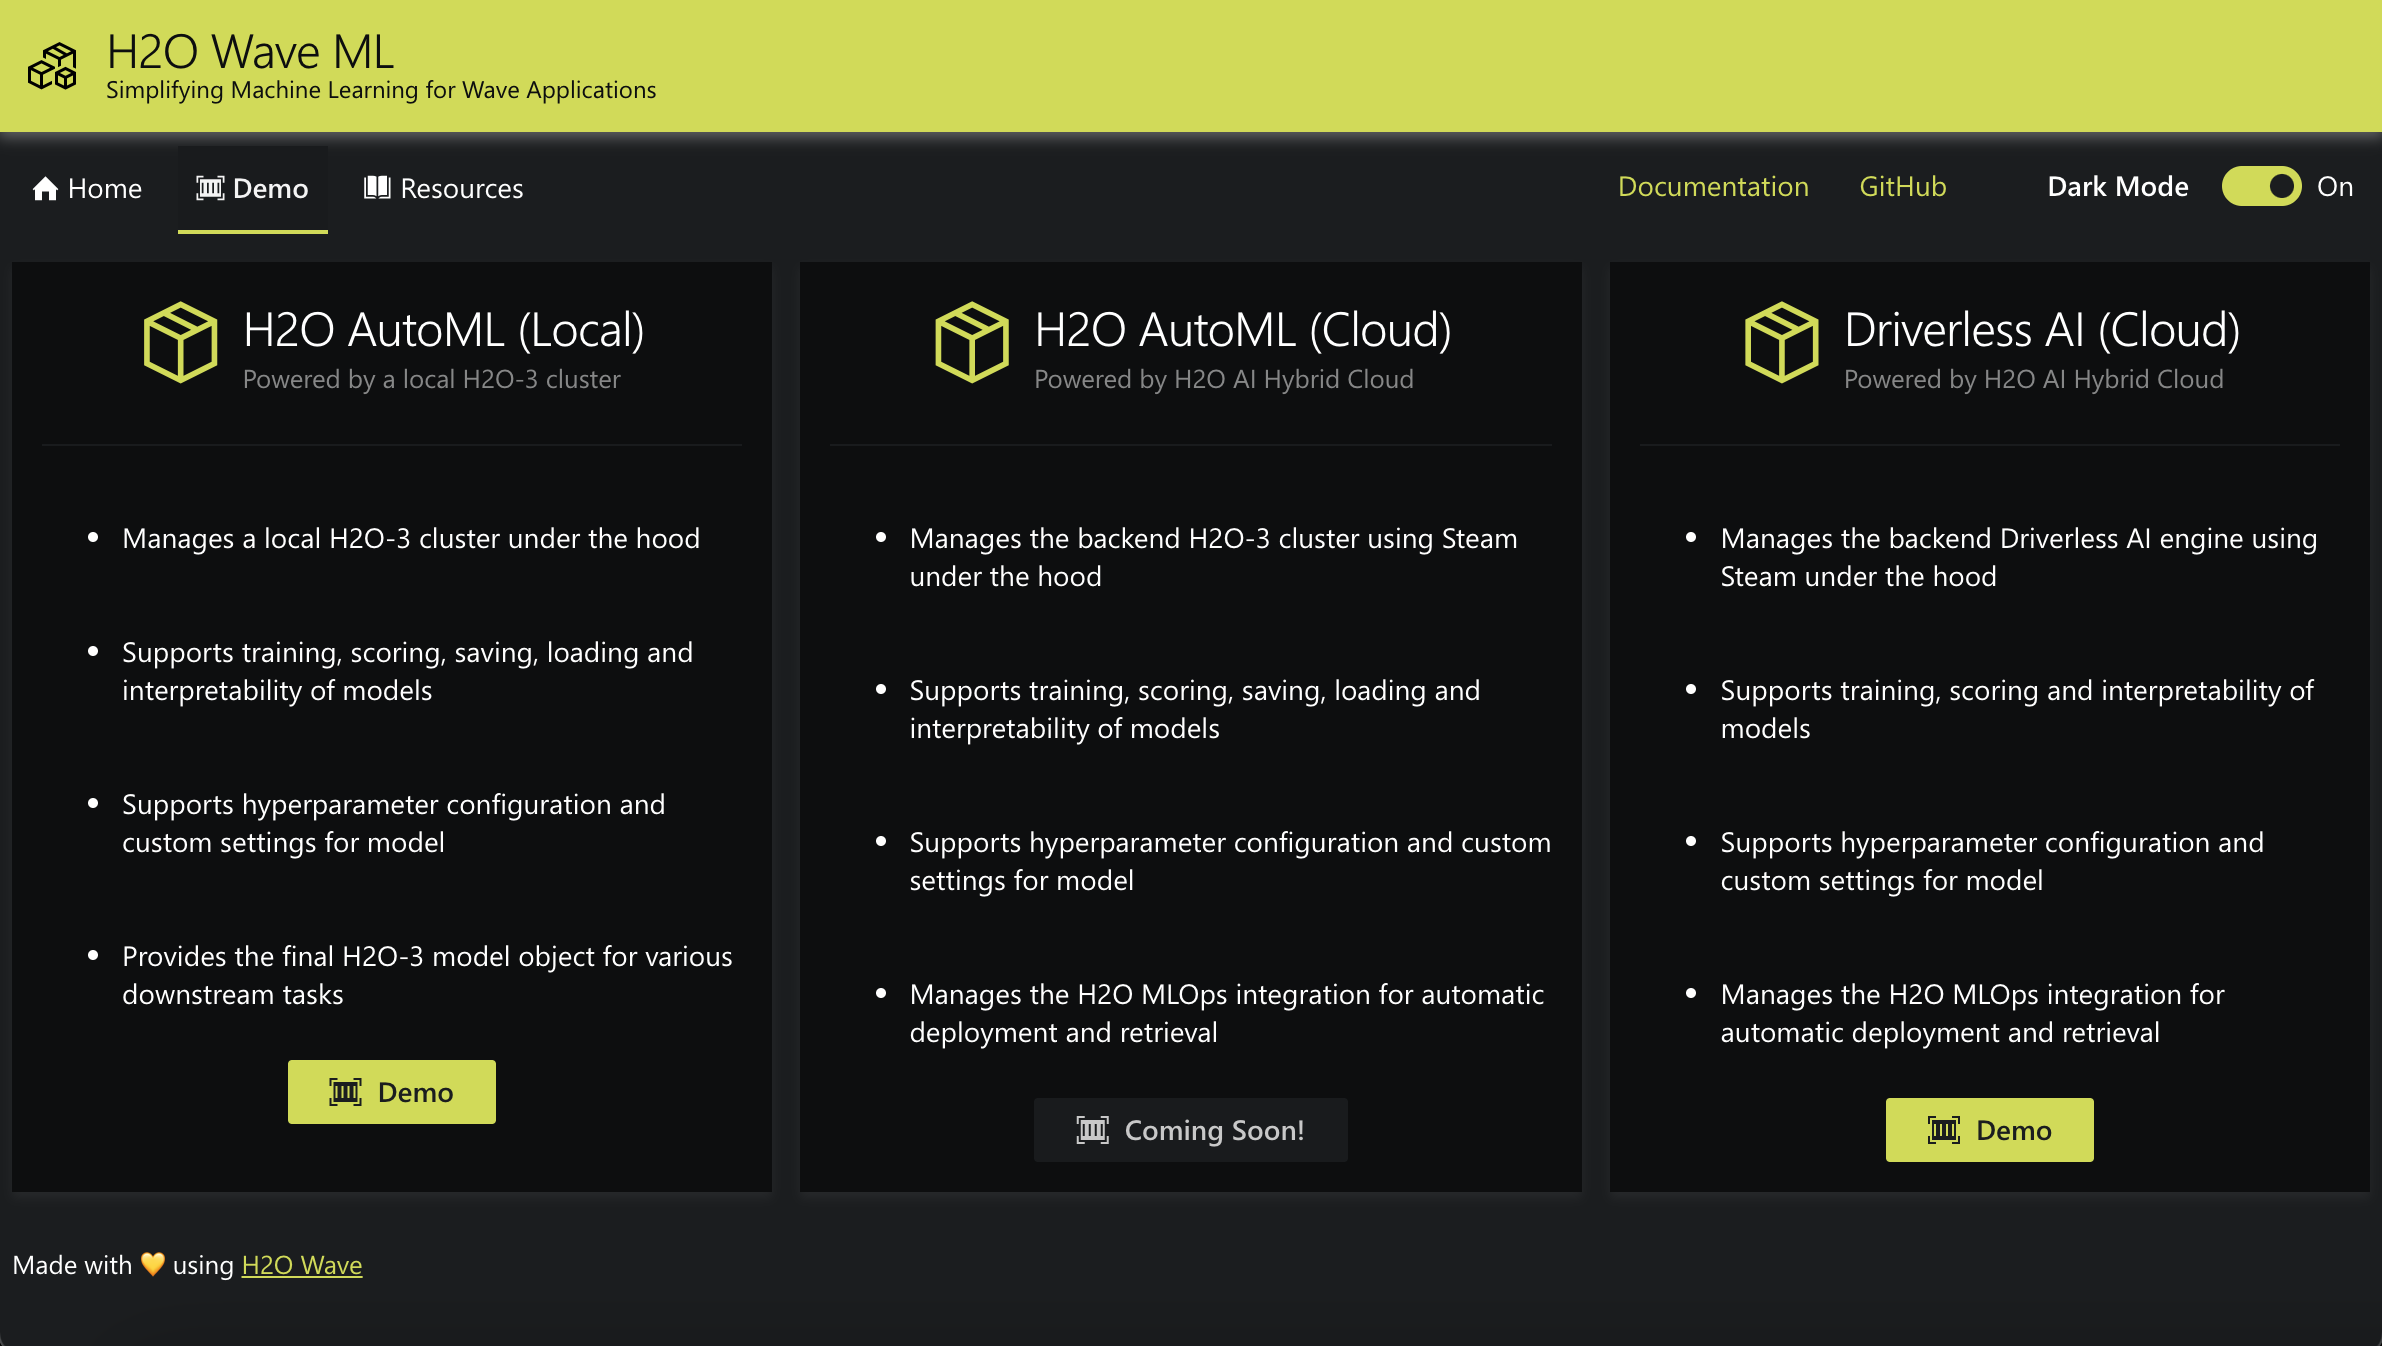 H2O Wave ML
Simplifying Machine Learning for Wave Applications
Home
Demo
Resources
Documentation
GitHub
Dark Mode
On
H2O AutoML (Local)
Powered by a local H2O-3 cluster
• Manages a local H2O-3 cluster under the hood
• Supports training, scoring, saving, loading and
interpretability of models
• Supports hyperparameter configuration and
custom settings for model
• Provides the final H2O-3 model object for various
downstream tasks
Demo
H2O AutoML (Cloud)
Powered by H2O AI Hybrid Cloud
• Manages the backend H2O-3 cluster using Steam
under the hood
• Supports training, scoring, saving, loading and
interpretability of models
• Supports hyperparameter configuration and custom
settings for model
• Manages the H2O MLOps integration for automatic
deployment and retrieval
Coming Soon!
Driverless AI (Cloud)
Powered by H2O AI Hybrid Cloud
• Manages the backend Driverless AI engine using
Steam under the hood
• Supports training, scoring and interpretability of
models
• Supports hyperparameter configuration and
custom settings for model
• Manages the H2O MLOps integration for
automatic deployment and retrieval
Demo
Made with 💛 using H2O Wave